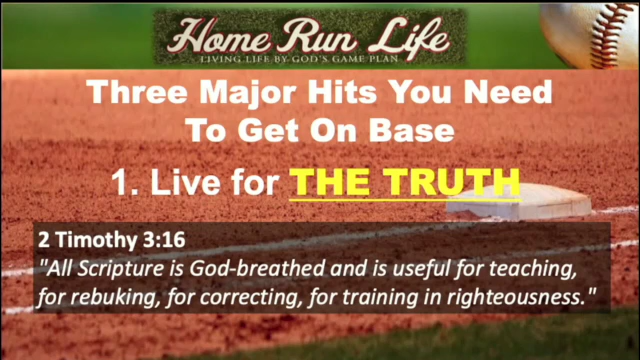 Home Run Life
LIVING LIFE BY GOD'S GAME PLAN
Three Major Hits You Need
To Get On Base
1. Live for THE TRUTH
2 Timothy 3:16
"All Scripture is God-breathed and is useful for teaching,
for rebuking, for correcting, for training in righteousness."